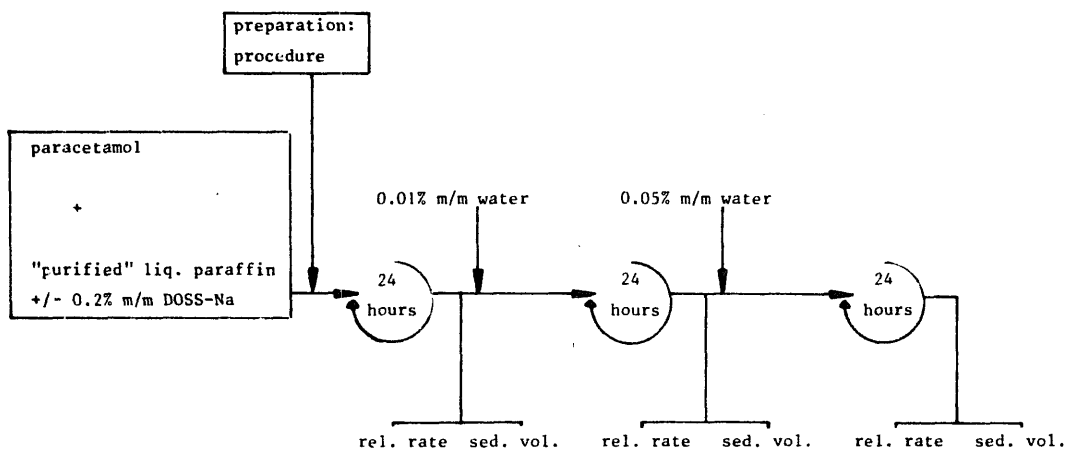 preparation:
procedure
paracetamol
+
"purified" liq. paraffin
+/- 0.2% m/m DOSS-Na
0.01% m/m water
0.05% m/m water
24
hours
24
hours
24
hours
rel. rate sed. vol.
rel. rate sed. vol.
rel. rate sed. vol.